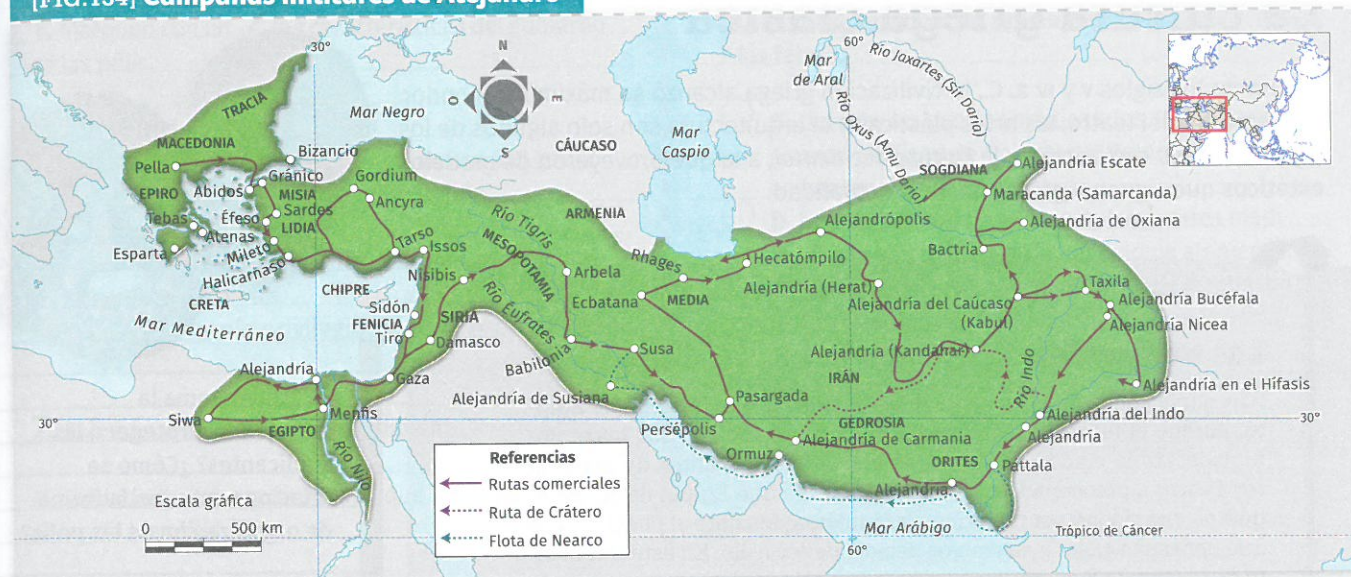 [FIG.134] Campañas militares de Alejandro
30°
60°
N
O
E
S
Mar Negro
Mar
de Aral
Río Jaxartes (Sir Daria)
Río Oxus (Amu Daria)
Mar
Caspio
CÁUCASO
TRACIA
MACEDONIA
Pella
EPIRO
Bizancio
Gránico
Abidos
MISIA
Gordium
Ancyra
Tebas
Éfeso
Sardes
LIDIA
Atenas
Esparta
Mileto
Halicarnaso
Tarso
Issos
CRETA
CHIPRE
Mar Mediterráneo
Sidón
FENICIA
Tiro
SIRIA
Damasco
Nisibis
ARMENIA
Río Tigris
MESOPOTAMIA
Río Éufrates
Arbela
Babilonia
Ecbatana
Rhages
MEDIA
Hecatómpilo
Alejandrópolis
Alejandría (Herat)
SOGDIANA
Alejandría Escate
Maracanda (Samarcanda)
Alejandría de Oxiana
Bactria
Taxila
Alejandría del Caúcaso
(Kabul)
Alejandría Bucéfala
Alejandría Nicea
Alejandría (Kandahar)
Río Indo
Alejandría en el Hífasis
Alejandría del Indo
Alejandría
Susa
Alejandría de Susiana
Pasargada
Persépolis
IRÁN
GEDROSIA
Alejandría de Carmania
Ormuz
ORITES
Pattala
Alejandría
Alejandría
Gaza
Siwa
Menfis
EGIPTO
Río Nilo
30°
30°
Mar Arábigo
60°
Trópico de Cáncer
Escala gráfica
0 500 km
Referencias
Rutas comerciales
Ruta de Crátero
Flota de Nearco